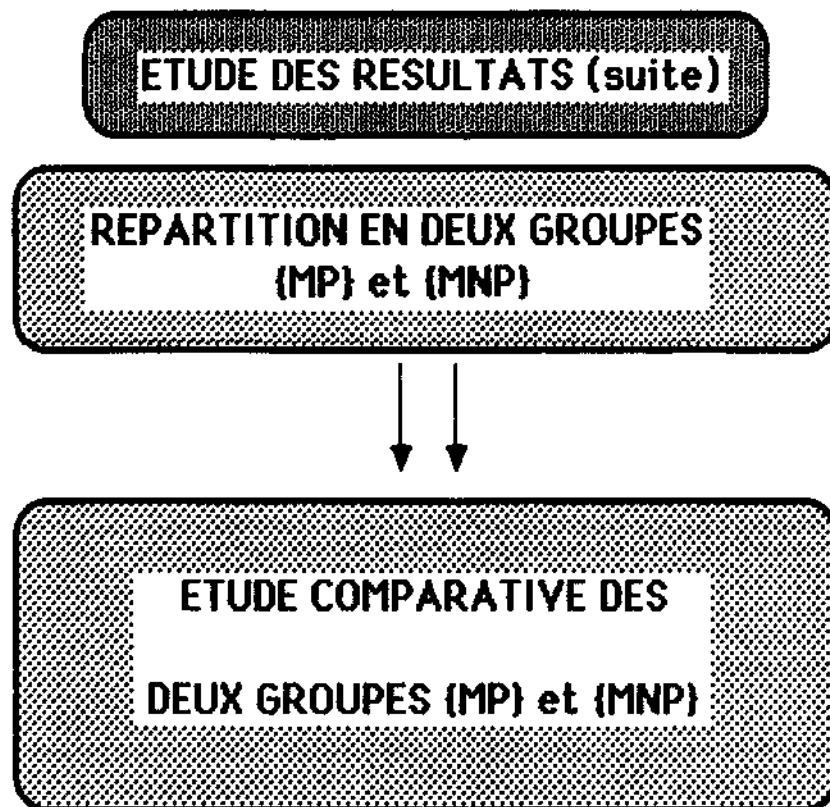 ETUDE DES RESULTATS (suite)
REPARTITION EN DEUX GROUPES
{MP} et {MNP}
ETUDE COMPARATIVE DES
DEUX GROUPES {MP} et {MNP}